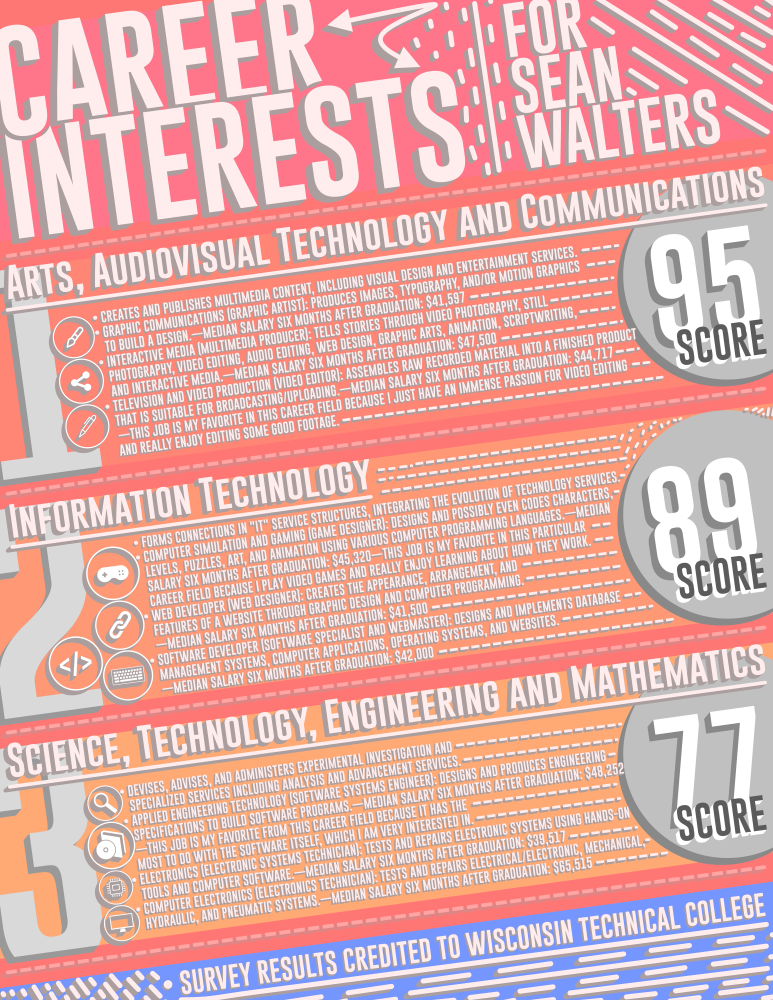 CAREER
INTERESTS
FOR
SEAN
WALTERS
ARTS, AUDIOVISUAL TECHNOLOGY AND COMMUNICATIONS
1
• CREATES AND PUBLISHES MULTIMEDIA CONTENT, INCLUDING VISUAL DESIGN AND ENTERTAINMENT SERVICES.
• GRAPHIC COMMUNICATIONS (GRAPHIC ARTIST): PRODUCES IMAGES, TYPOGRAPHY, AND/OR MOTION GRAPHICS
TO BUILD A DESIGN.—MEDIAN SALARY SIX MONTHS AFTER GRADUATION: $41,597
• INTERACTIVE MEDIA (MULTIMEDIA PRODUCER): TELLS STORIES THROUGH VIDEO PHOTOGRAPHY, STILL
PHOTOGRAPHY, VIDEO EDITING, AUDIO EDITING, WEB DESIGN, GRAPHIC ARTS, ANIMATION, SCRIPTWRITING,
AND INTERACTIVE MEDIA.—MEDIAN SALARY SIX MONTHS AFTER GRADUATION: $47,500
• TELEVISION AND VIDEO PRODUCTION (VIDEO EDITOR): ASSEMBLES RAW RECORDED MATERIAL INTO A FINISHED PRODUCT
THAT IS SUITABLE FOR BROADCASTING/UPLOADING.—MEDIAN SALARY SIX MONTHS AFTER GRADUATION: $44,717
—THIS JOB IS MY FAVORITE IN THIS CAREER FIELD BECAUSE I JUST HAVE AN IMMENSE PASSION FOR VIDEO EDITING
AND REALLY ENJOY EDITING SOME GOOD FOOTAGE.
95
SCORE
INFORMATION TECHNOLOGY
2
• FORMS CONNECTIONS IN "IT" SERVICE STRUCTURES, INTEGRATING THE EVOLUTION OF TECHNOLOGY SERVICES.
• COMPUTER SIMULATION AND GAMING (GAME DESIGNER): DESIGNS AND POSSIBLY EVEN CODES CHARACTERS,
LEVELS, PUZZLES, ART, AND ANIMATION USING VARIOUS COMPUTER PROGRAMMING LANGUAGES.—MEDIAN
SALARY SIX MONTHS AFTER GRADUATION: $45,320—THIS JOB IS MY FAVORITE IN THIS PARTICULAR
CAREER FIELD BECAUSE I PLAY VIDEO GAMES AND REALLY ENJOY LEARNING ABOUT HOW THEY WORK.
• WEB DEVELOPER (WEB DESIGNER): CREATES THE APPEARANCE, ARRANGEMENT, AND
FEATURES OF A WEBSITE THROUGH GRAPHIC DESIGN AND COMPUTER PROGRAMMING.
—MEDIAN SALARY SIX MONTHS AFTER GRADUATION: $41,500
• SOFTWARE DEVELOPER (SOFTWARE SPECIALIST AND WEBMASTER): DESIGNS AND IMPLEMENTS DATABASE
MANAGEMENT SYSTEMS, COMPUTER APPLICATIONS, OPERATING SYSTEMS, AND WEBSITES.
—MEDIAN SALARY SIX MONTHS AFTER GRADUATION: $42,000
89
SCORE
SCIENCE, TECHNOLOGY, ENGINEERING AND MATHEMATICS
3
• DEVISES, ADVISES, AND ADMINISTERS EXPERIMENTAL INVESTIGATION AND
SPECIALIZED SERVICES INCLUDING ANALYSIS AND ADVANCEMENT SERVICES.
• APPLIED ENGINEERING TECHNOLOGY (SOFTWARE SYSTEMS ENGINEER): DESIGNS AND PRODUCES ENGINEERING
SPECIFICATIONS TO BUILD SOFTWARE PROGRAMS.—MEDIAN SALARY SIX MONTHS AFTER GRADUATION: $48,252
—THIS JOB IS MY FAVORITE FROM THIS CAREER FIELD BECAUSE IT HAS THE
MOST TO DO WITH THE SOFTWARE ITSELF, WHICH I AM VERY INTERESTED IN.
• ELECTRONICS (ELECTRONIC SYSTEMS TECHNICIAN): TESTS AND REPAIRS ELECTRONIC SYSTEMS USING HANDS-ON
TOOLS AND COMPUTER SOFTWARE.—MEDIAN SALARY SIX MONTHS AFTER GRADUATION: $39,517
• COMPUTER ELECTRONICS (ELECTRONICS TECHNICIAN): TESTS AND REPAIRS ELECTRICAL/ELECTRONIC, MECHANICAL,
HYDRAULIC, AND PNEUMATIC SYSTEMS.—MEDIAN SALARY SIX MONTHS AFTER GRADUATION: $65,515
77
SCORE
• SURVEY RESULTS CREDITED TO WISCONSIN TECHNICAL COLLEGE